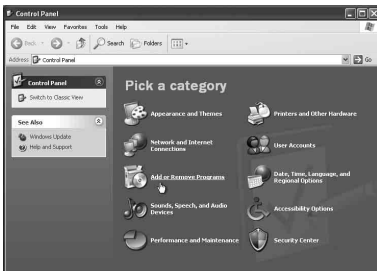 Control Panel
File Edit View Favorites Tools Help
Back Search Folders
Address Control Panel Go
Control Panel
Switch to Classic View
See Also
Windows Update
Help and Support
Pick a category
Appearance and Themes
Printers and Other Hardware
Network and Internet
Connections
User Accounts
Add or Remove Programs
Date, Time, Language, and
Regional Options
Sounds, Speech, and Audio
Devices
Accessibility Options
Performance and Maintenance
Security Center